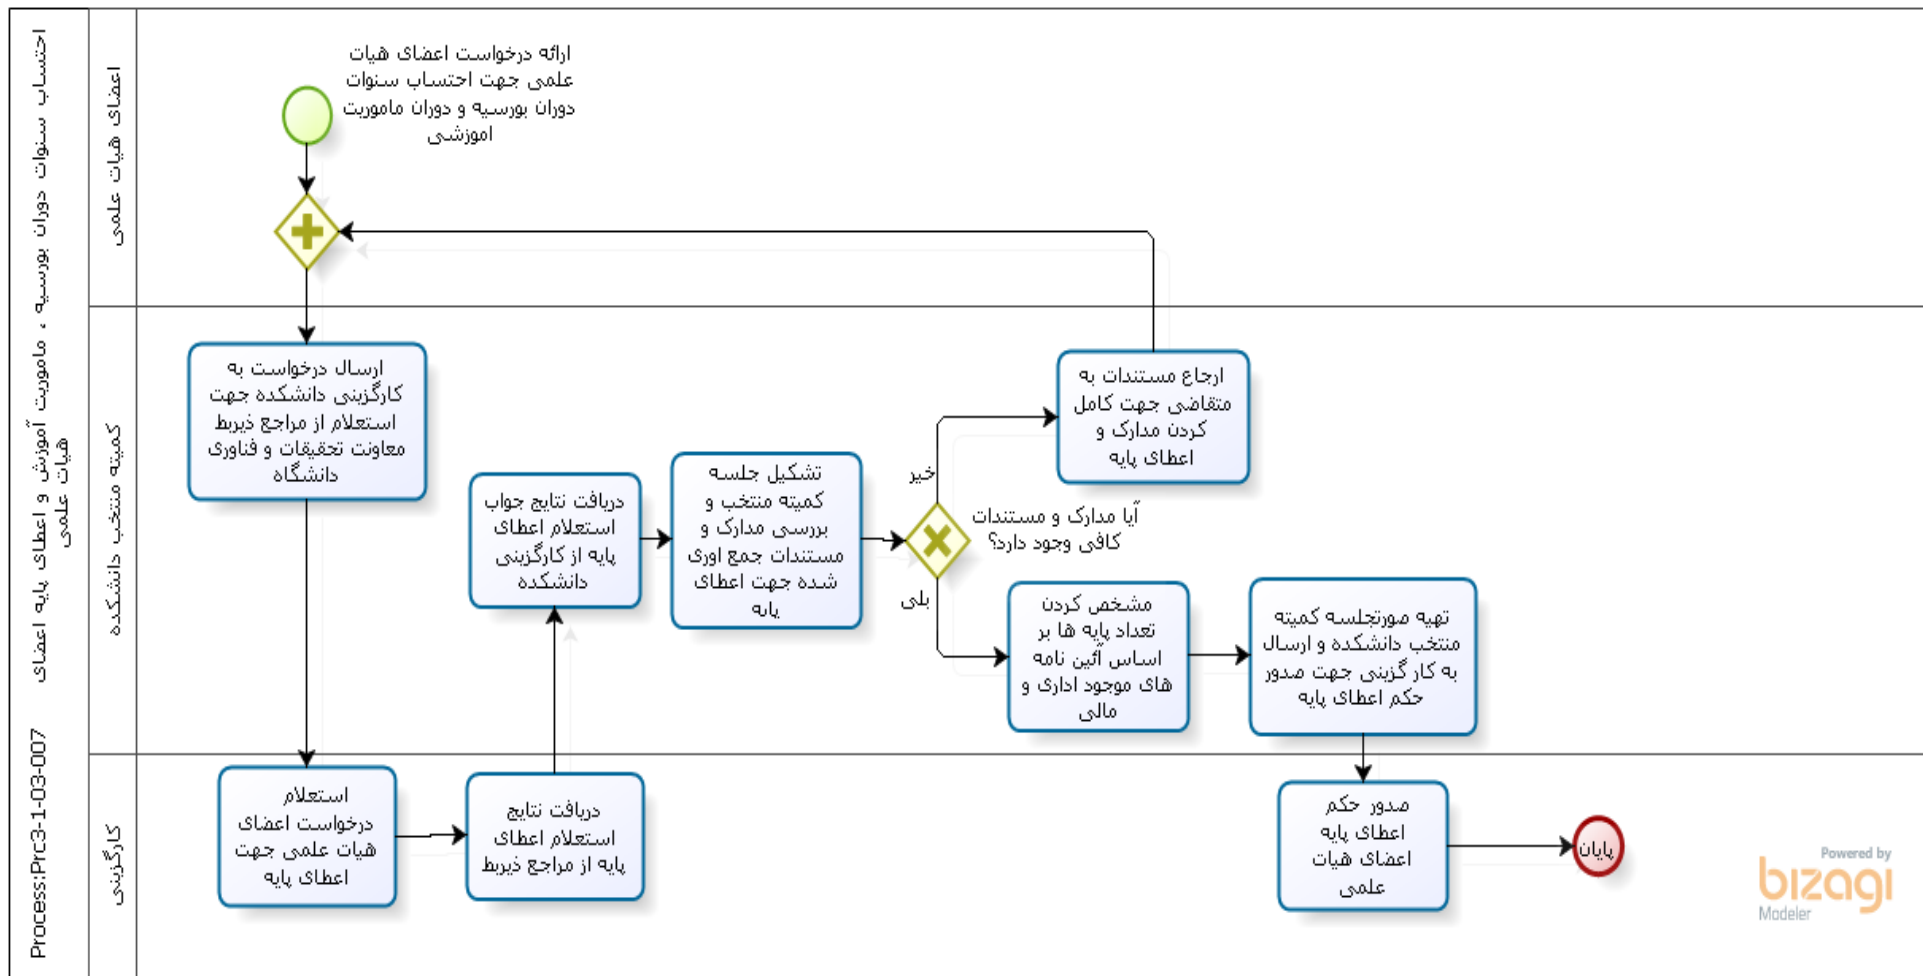 Process:Prc3-1-03-007 احتساب سنوات دوران بورسیه ، ماموریت آموزش و اعطای پایه اعضای
هیات علمی
اعضای هیات علمی
ارائه درخواست اعضای هیات
علمی جهت احتساب سنوات
دوران بورسیه و دوران ماموریت
اموزشی
کمیته منتخب دانشکده
ارسال درخواست به
کارگزینی دانشکده جهت
استعلام از مراجع ذیربط
معاونت تحقیقات و فناوری
دانشگاه
دریافت نتایج جواب
استعلام اعطای
پایه از کارگزینی
دانشکده
تشکیل جلسه
کمیته منتخب و
بررسی مدارک و
مستندات جمع اوری
شده جهت اعطای
پایه
آیا مدارک و مستندات
کافی وجود دارد؟
خیر
ارجاع مستندات به
متقاضی جهت کامل
کردن مدارک و
اعطای پایه
بلی
مشخص کردن
تعداد پایه ها بر
اساس آئین نامه
های موجود اداری و
مالی
تهیه صورتجلسه کمیته
منتخب دانشکده و ارسال
به کار گزینی جهت صدور
حکم اعطای پایه
کارگزینی
استعلام
درخواست اعضای
هیات علمی جهت
اعطای پایه
دریافت نتایج
استعلام اعطای
پایه از مراجع ذیربط
صدور حکم
اعطای پایه
اعضای هیات
علمی
پایان
Powered by
bizagi
Modeler